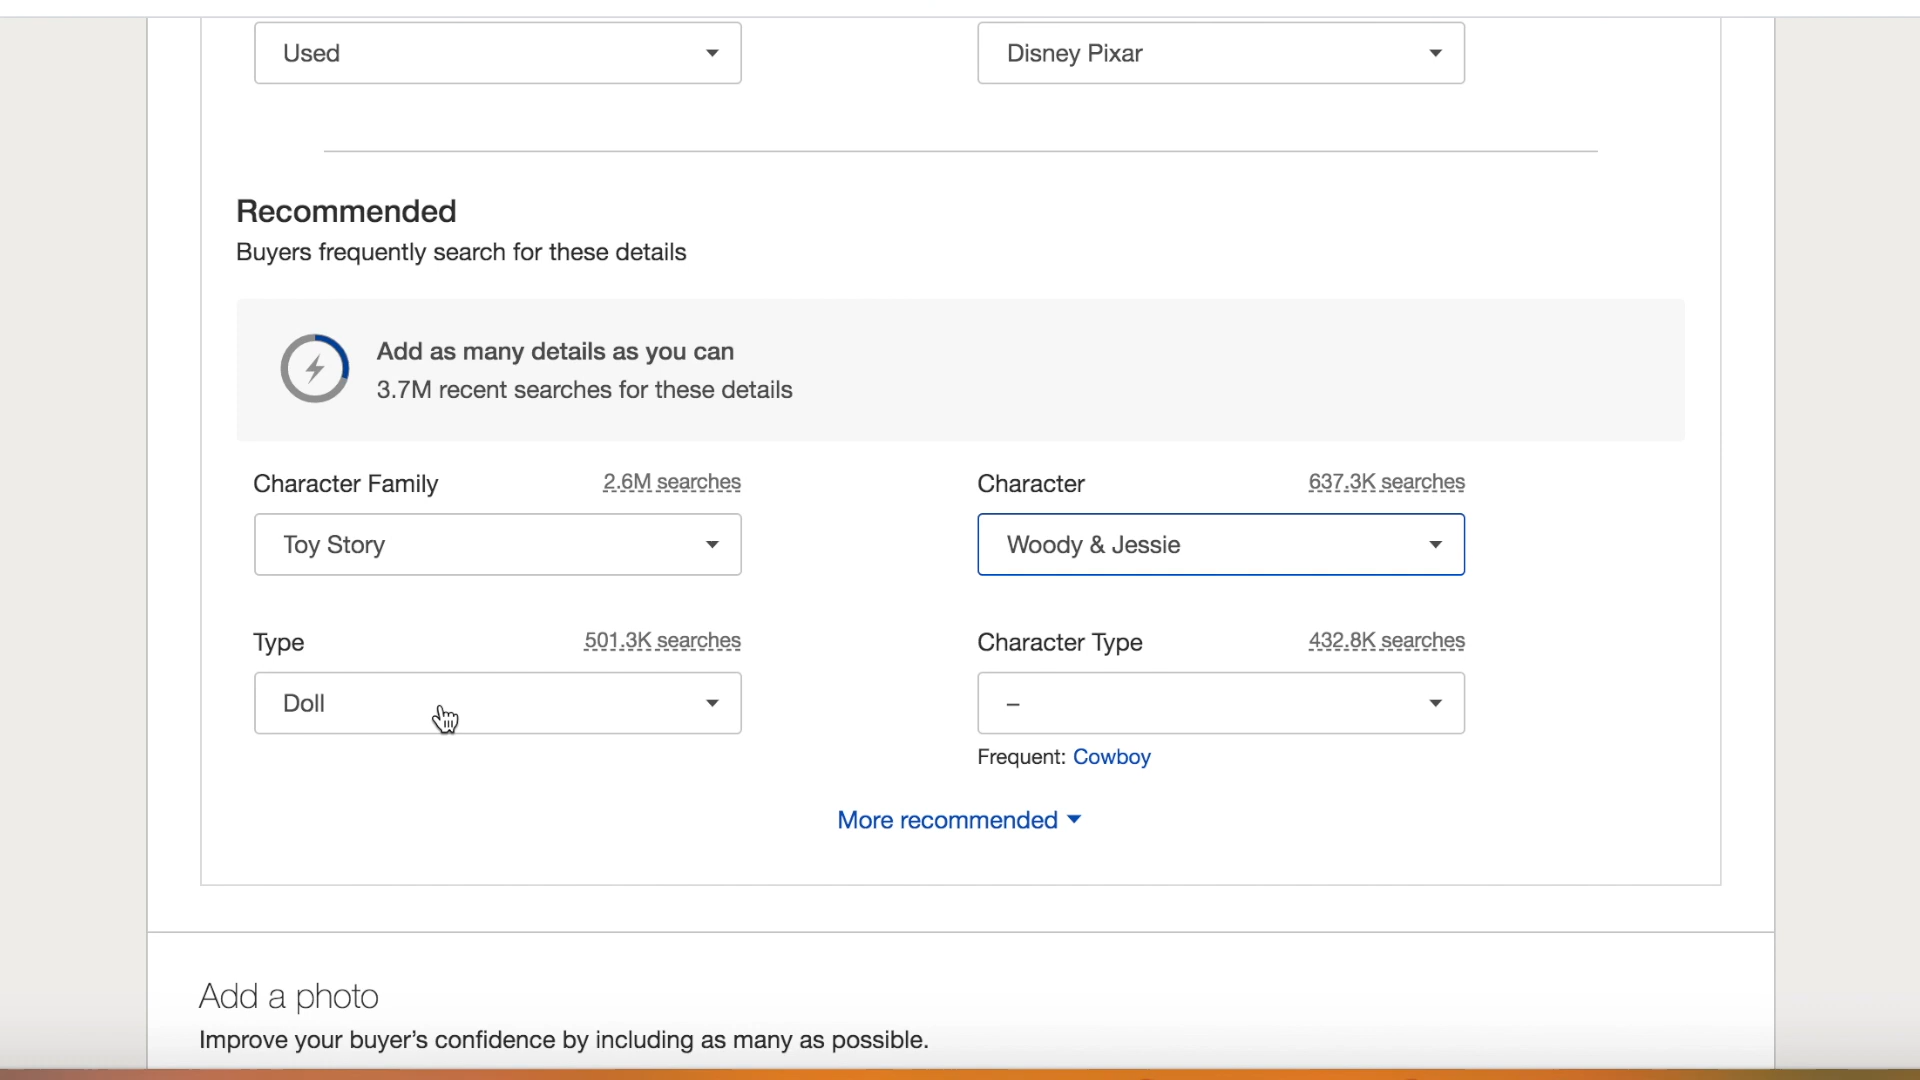 Used
Disney Pixar
Recommended
Buyers frequently search for these details
Add as many details as you can
3.7M recent searches for these details
Character Family
2.6M searches
Character
637.3K searches
Toy Story
Woody & Jessie
Type
501.3K searches
Character Type
432.8K searches
Doll
–
Frequent: Cowboy
More recommended
Add a photo
Improve your buyer's confidence by including as many as possible.